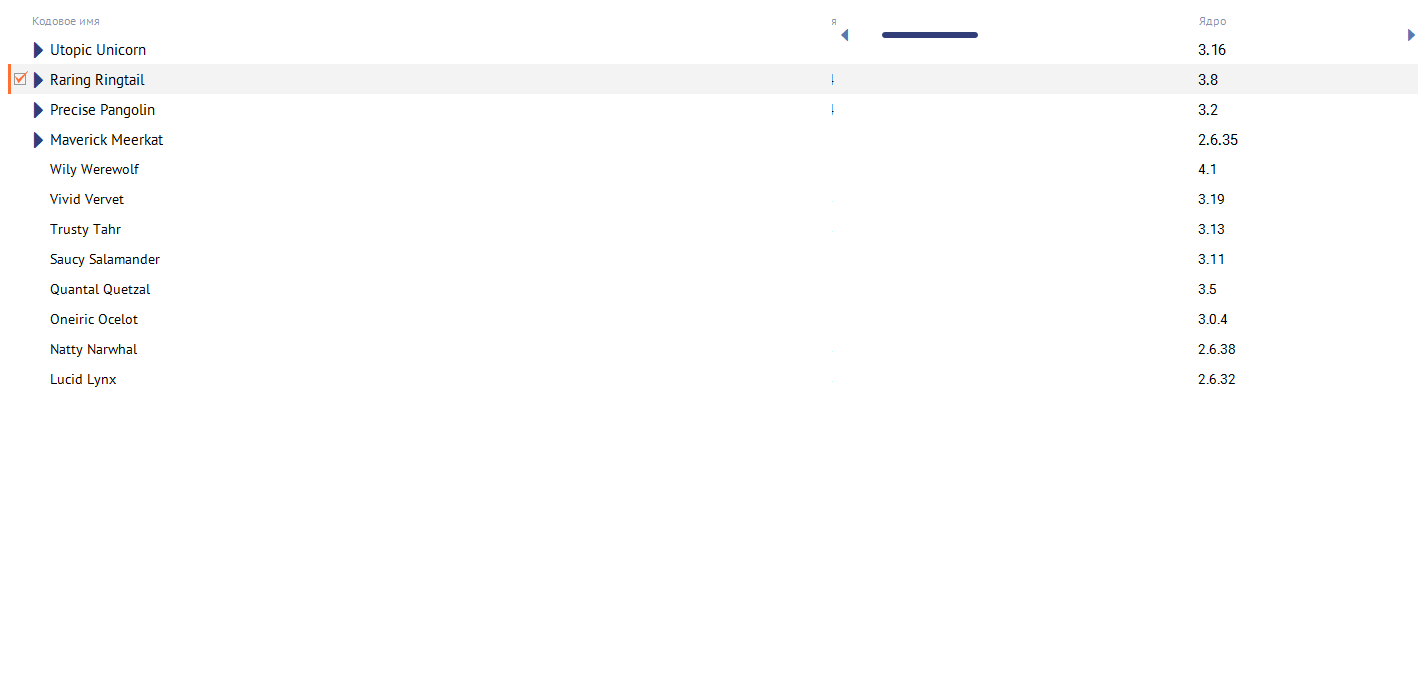 Кодовое имя я Ядро
Utopic Unicorn 3.16
Raring Ringtail 3.8
Precise Pangolin 3.2
Maverick Meerkat 2.6.35
Wily Werewolf 4.1
Vivid Vervet 3.19
Trusty Tahr 3.13
Saucy Salamander 3.11
Quantal Quetzal 3.5
Oneiric Ocelot 3.0.4
Natty Narwhal 2.6.38
Lucid Lynx 2.6.32